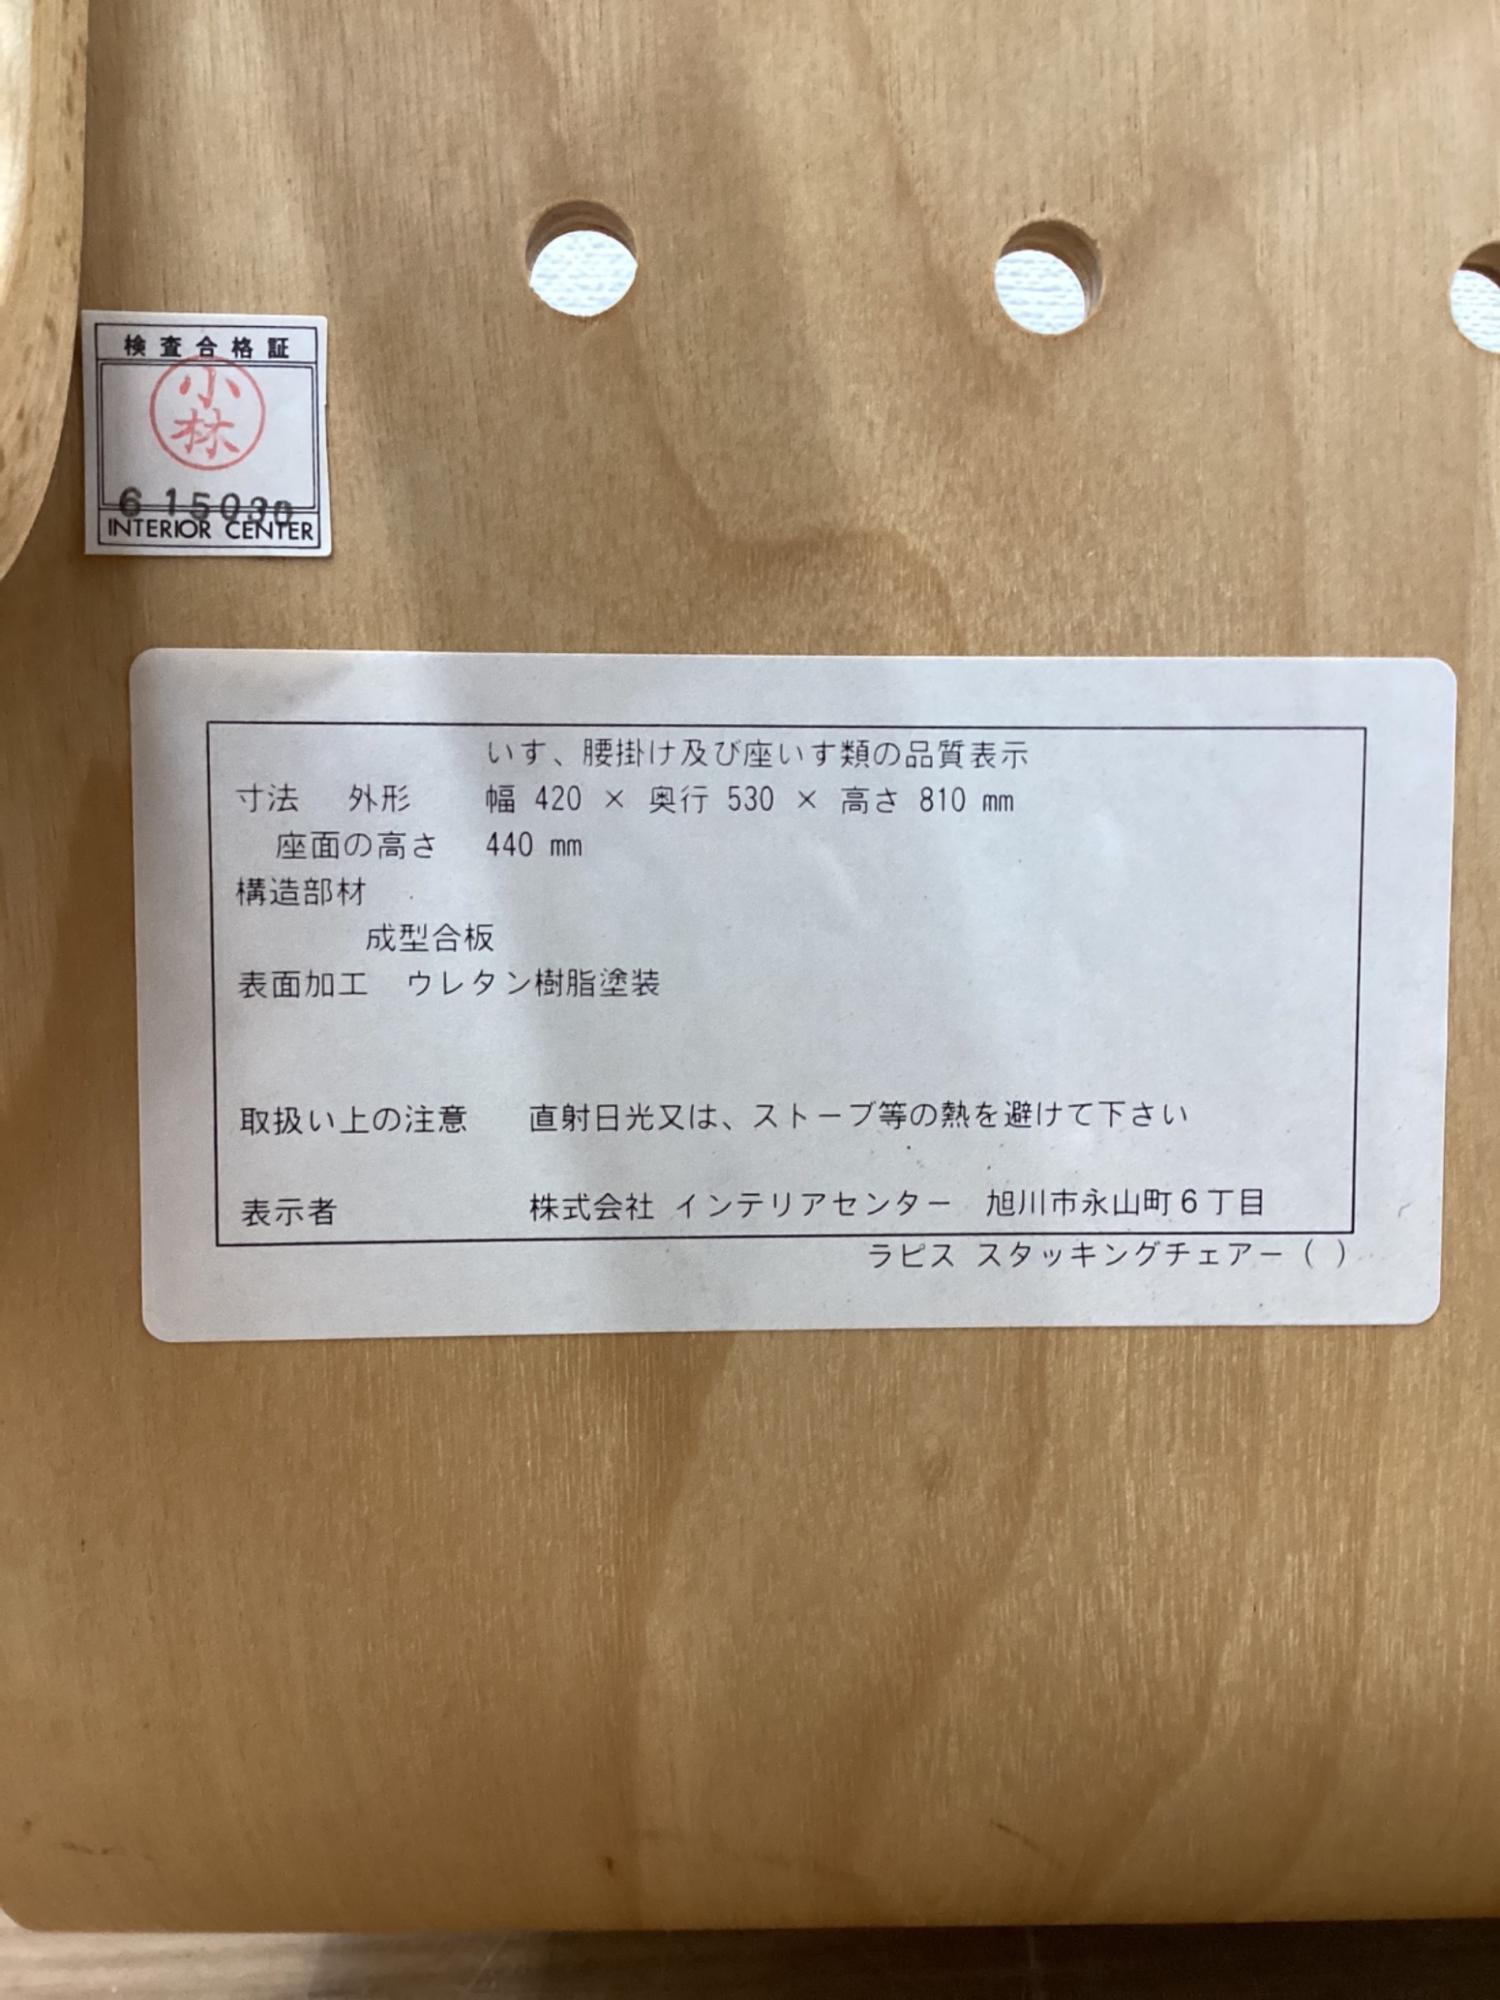 検査合格証
小林
6 15030
INTERIOR CENTER
いす、腰掛け及び座いす類の品質表示
寸法 外形 幅 420 × 奥行 530 × 高さ 810 mm
座面の高さ 440 mm
構造部材
成型合板
表面加工 ウレタン樹脂塗装
取扱い上の注意 直射日光又は、ストーブ等の熱を避けて下さい
表示者 株式会社 インテリアセンター 旭川市永山町6丁目
ラピス スタッキングチェアー ( )